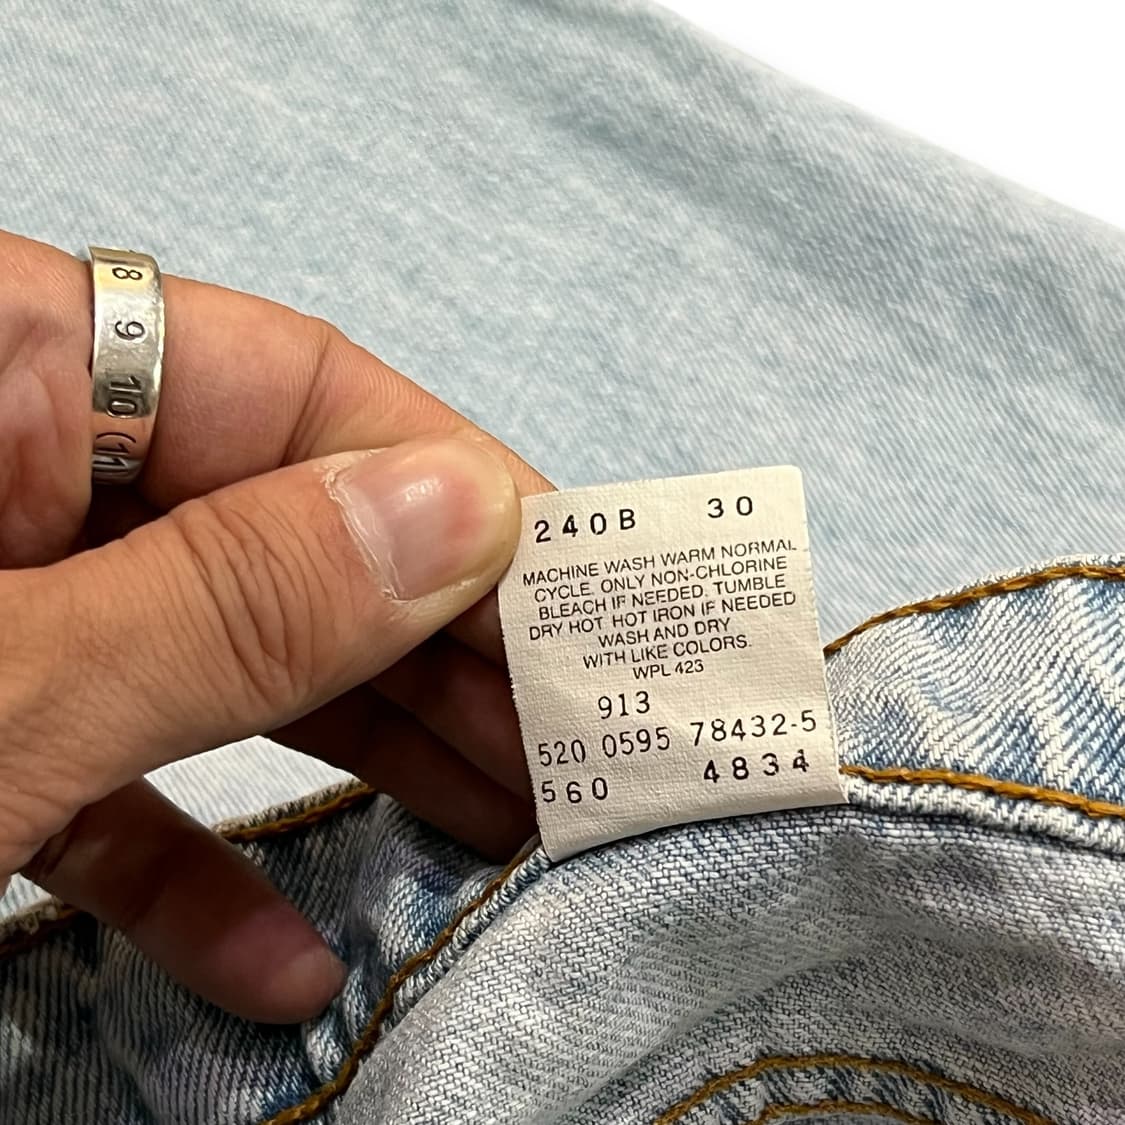 8
9
10
(11
240B 30
MACHINE WASH WARM NORMAL
CYCLE. ONLY NON-CHLORINE
BLEACH IF NEEDED. TUMBLE
DRY HOT. HOT IRON IF NEEDED
WASH AND DRY
WITH LIKE COLORS.
WPL 423
913
520 0595 78432-5
560 4834